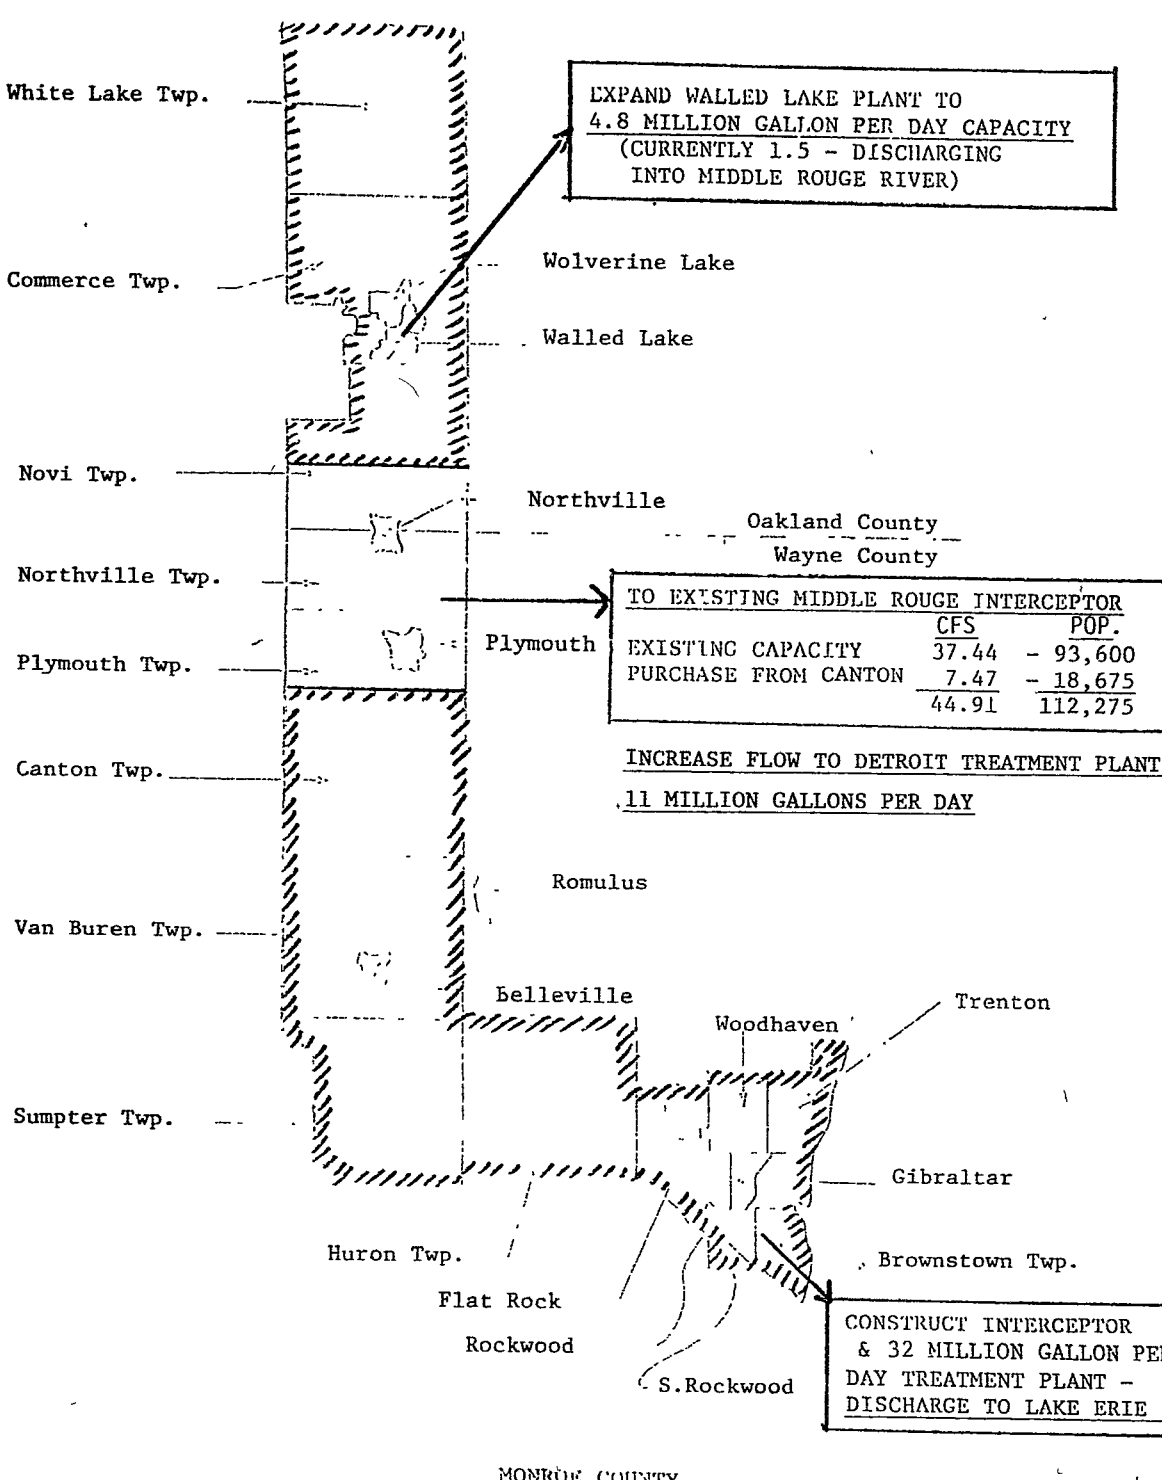 White Lake Twp.
EXPAND WALLED LAKE PLANT TO
4.8 MILLION GALLON PER DAY CAPACITY
(CURRENTLY 1.5 - DISCHARGING
INTO MIDDLE ROUGE RIVER)
Commerce Twp.
Wolverine Lake
Walled Lake
Novi Twp.
Northville
Oakland County
Wayne County
Northville Twp.
TO EXISTING MIDDLE ROUGE INTERCEPTOR
CFS POP.
EXISTING CAPACITY 37.44 - 93,600
PURCHASE FROM CANTON 7.47 - 18,675
44.91 112,275
Plymouth
Plymouth Twp.
INCREASE FLOW TO DETROIT TREATMENT PLANT
11 MILLION GALLONS PER DAY
Canton Twp.
Romulus
Van Buren Twp.
Belleville
Trenton
Woodhaven
Sumpter Twp.
Gibraltar
Huron Twp.
Brownstown Twp.
Flat Rock
Rockwood
S.Rockwood
CONSTRUCT INTERCEPTOR
& 32 MILLION GALLON PE
DAY TREATMENT PLANT -
DISCHARGE TO LAKE ERIE
MONROE COUNTY